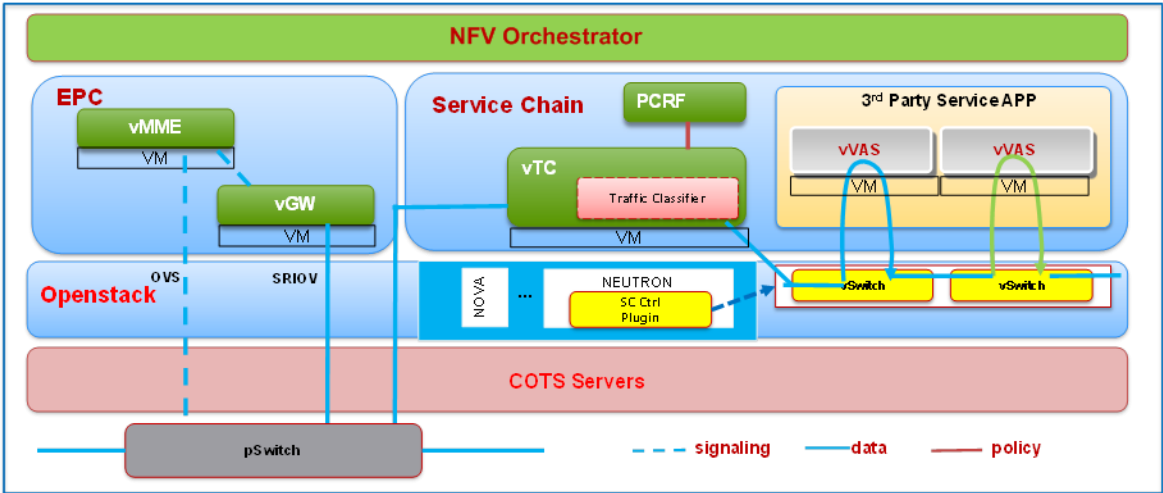 NFV Orchestrator
EPC
vMME
VM
vGW
VM
Service Chain
PCRF
vTC
Traffic Classifier
VM
3rd Party Service APP
vVAS
VM
vVAS
VM
Openstack
OVS
SRIOV
NOVA
...
NEUTRON
SC Ctrl
Plugin
vSwitch
vSwitch
COTS Servers
pSwitch
signaling
data
policy